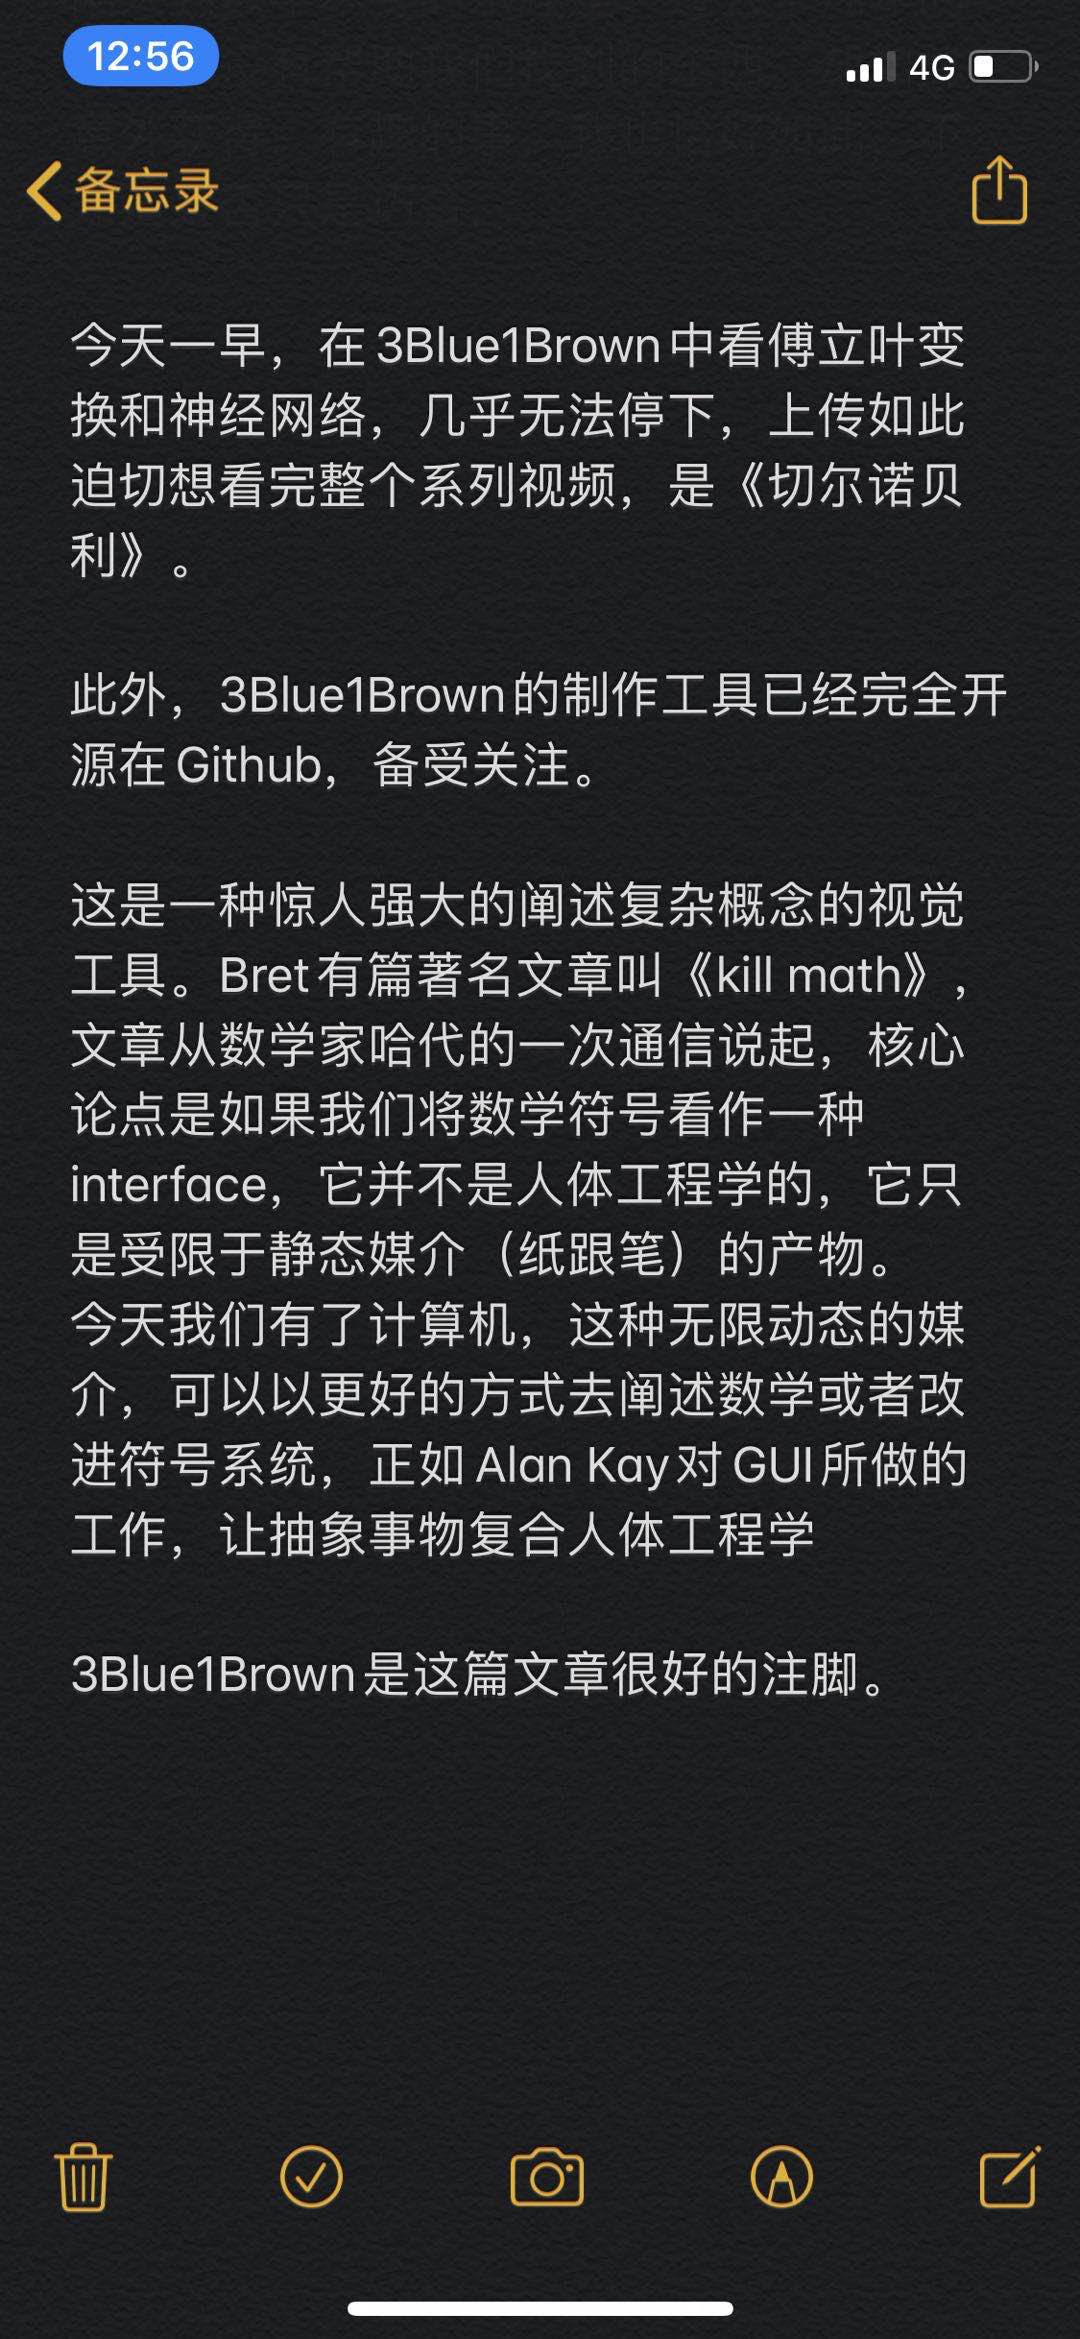 12:56
4G
备忘录
今天一早，在3Blue1Brown中看傅立叶变
换和神经网络，几乎无法停下，上传如此
迫切想看完整个系列视频，是《切尔诺贝
利》。
此外，3Blue1Brown的制作工具已经完全开
源在Github，备受关注。
这是一种惊人强大的阐述复杂概念的视觉
工具。Bret有篇著名文章叫《kill math》，
文章从数学家哈代的一次通信说起，核心
论点是如果我们将数学符号看作一种
interface，它并不是人体工程学的，它只
是受限于静态媒介（纸跟笔）的产物。
今天我们有了计算机，这种无限动态的媒
介，可以以更好的方式去阐述数学或者改
进符号系统，正如Alan Kay对GUI所做的
工作，让抽象事物复合人体工程学
3Blue1Brown是这篇文章很好的注脚。